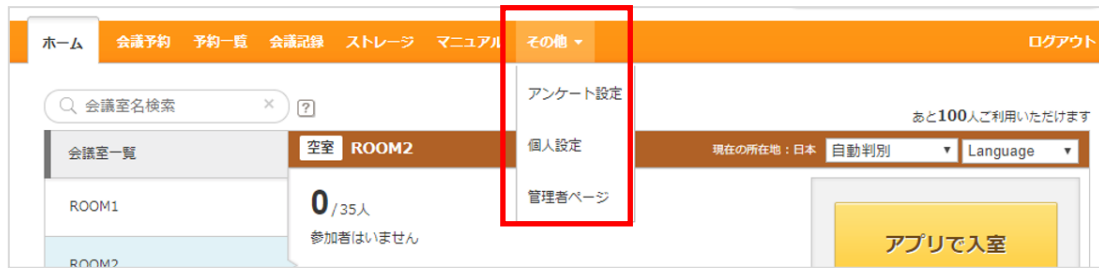 ホーム 会議予約 予約一覧 会議記録 ストレージ マニュアル その他 ログアウト
アンケート設定
個人設定
管理者ページ
会議室名検索 ?
あと100人ご利用いただけます
会議室一覧
空室 ROOM2 現在の所在地:日本 自動判別 Language
ROOM1
ROOM2
0/35人
参加者はいません
アプリで入室